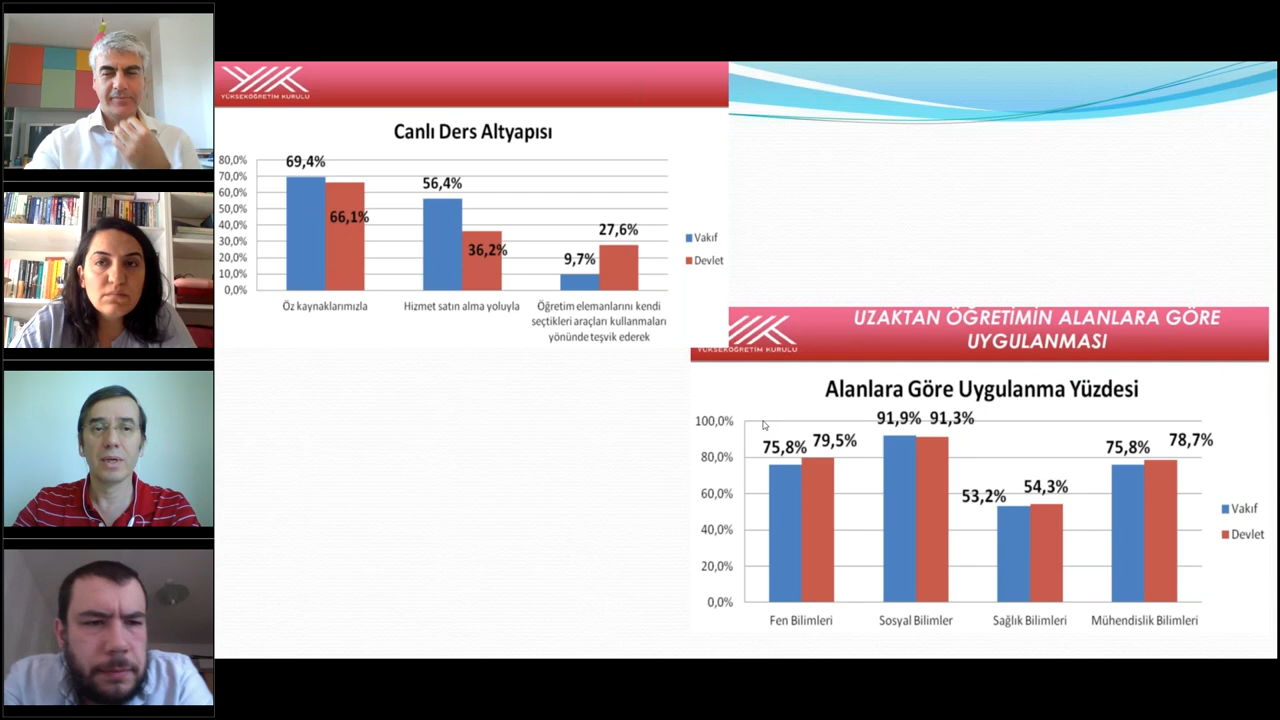 YÜKSEKÖĞRETİM KURULU
Canlı Ders Altyapısı
80,0%
70,0%
60,0%
50,0%
40,0%
30,0%
20,0%
10,0%
0,0%
69,4%
66,1%
56,4%
36,2%
9,7%
27,6%
Vakıf
Devlet
Öz kaynaklarımızla
Hizmet satın alma yoluyla
Öğretim elemanlarını kendi
seçtikleri araçları kullanmaları
yönünde teşvik ederek
YÜKSEKÖĞRETİM KURULU
UZAKTAN ÖĞRETİMİN ALANLARA GÖRE
UYGULANMASI
Alanlara Göre Uygulanma Yüzdesi
100,0%
80,0%
60,0%
40,0%
20,0%
0,0%
75,8%
79,5%
91,9%
91,3%
53,2%
54,3%
75,8%
78,7%
Vakıf
Devlet
Fen Bilimleri
Sosyal Bilimler
Sağlık Bilimleri
Mühendislik Bilimleri